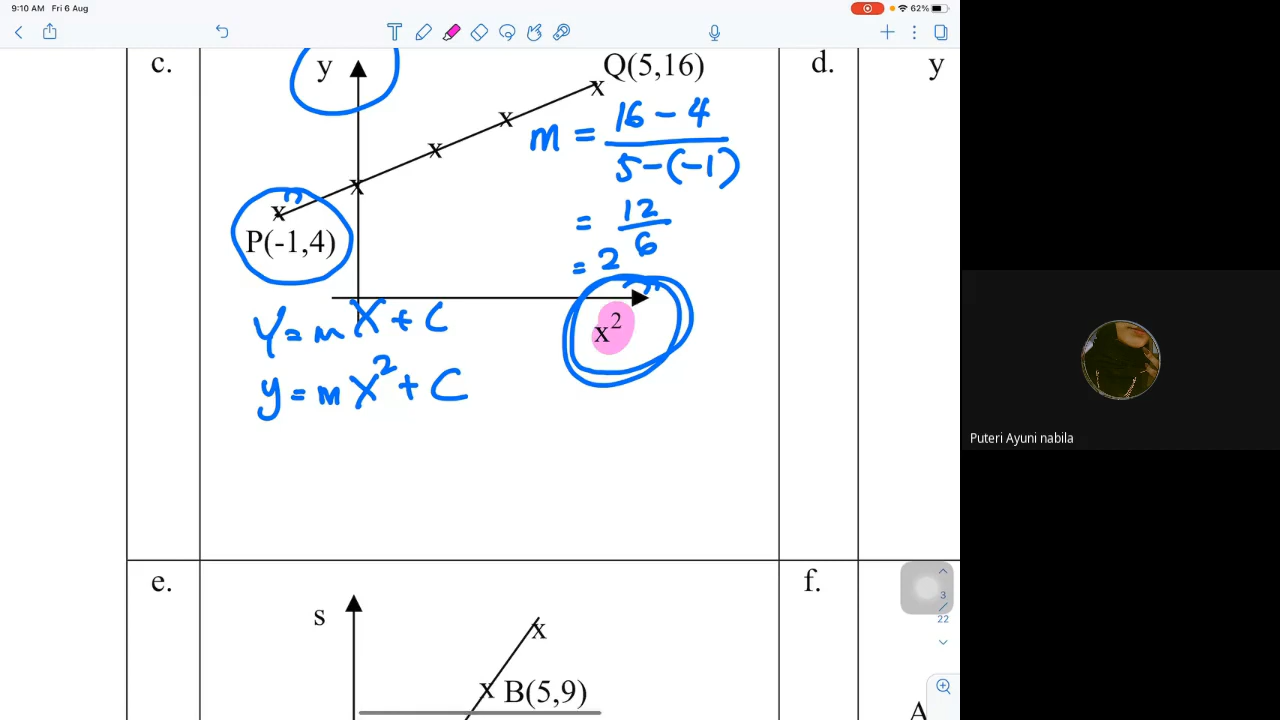 9:10 AM Fri 6 Aug
62%
T
c.
y
Q(5,16)
d.
y
x
x
x
x
x
P(-1,4)
m = 16 - 4
5-(-1)
= 12
6
= 2
x²
Y = mX + C
y = mX² + C
Puteri Ayuni nabila
e.
s
x
x B(5,9)
f.
3
/
22
A